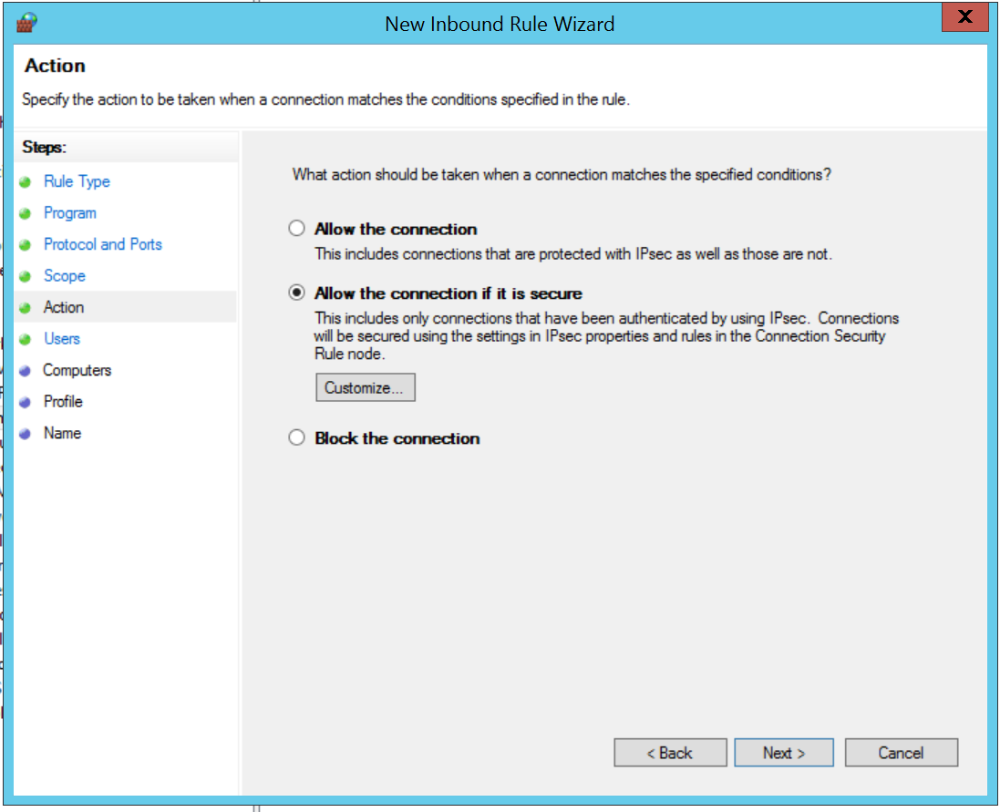 New Inbound Rule Wizard
X
Action
Specify the action to be taken when a connection matches the conditions specified in the rule.
Steps:
Rule Type
Program
Protocol and Ports
Scope
Action
Users
Computers
Profile
Name
What action should be taken when a connection matches the specified conditions?
Allow the connection
This includes connections that are protected with IPsec as well as those are not.
Allow the connection if it is secure
This includes only connections that have been authenticated by using IPsec. Connections
will be secured using the settings in IPsec properties and rules in the Connection Security
Rule node.
Customize...
Block the connection
< Back
Next >
Cancel